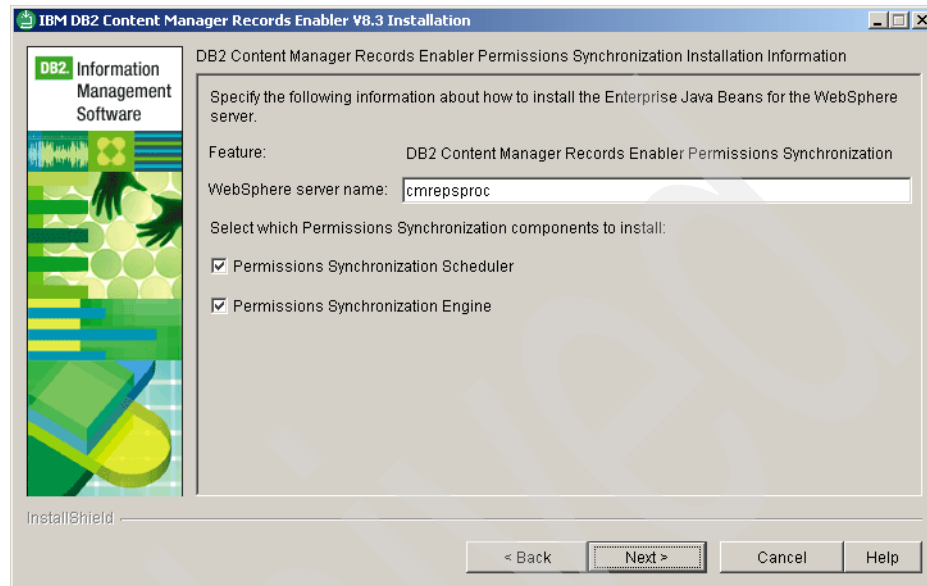 IBM DB2 Content Manager Records Enabler V8.3 Installation
DB2. Information
Management
Software
DB2 Content Manager Records Enabler Permissions Synchronization Installation Information
Specify the following information about how to install the Enterprise Java Beans for the WebSphere
server.
Feature: DB2 Content Manager Records Enabler Permissions Synchronization
WebSphere server name: cmrepsproc
Select which Permissions Synchronization components to install:
Permissions Synchronization Scheduler
Permissions Synchronization Engine
InstallShield
< Back Next > Cancel Help